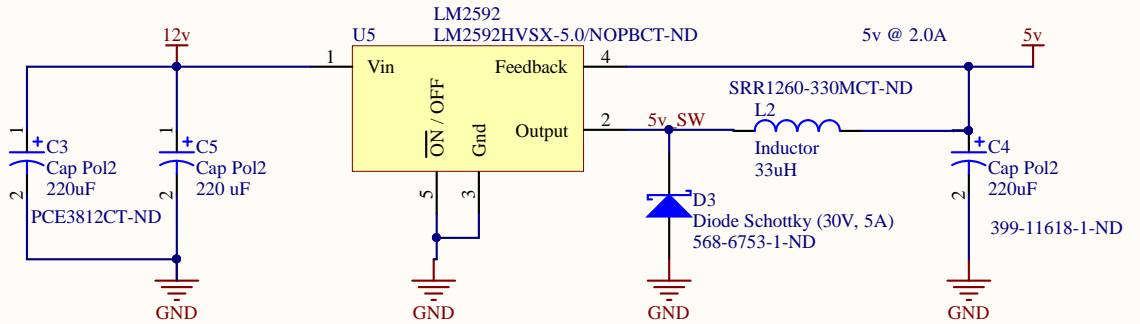 LM2592
12v
U5
LM2592HVSX-5.0/NOPBCT-ND
5v @ 2.0A
5v
1
Vin
Feedback
4
SRR1260-330MCT-ND
ON / OFF
Gnd
Output
2
5v_SW
L2
Inductor
33uH
1
C3
Cap Pol2
220uF
2
PCE3812CT-ND
1
C5
Cap Pol2
220 uF
2
5
3
D3
Diode Schottky (30V, 5A)
568-6753-1-ND
1
C4
Cap Pol2
220uF
2
399-11618-1-ND
GND
GND
GND
GND